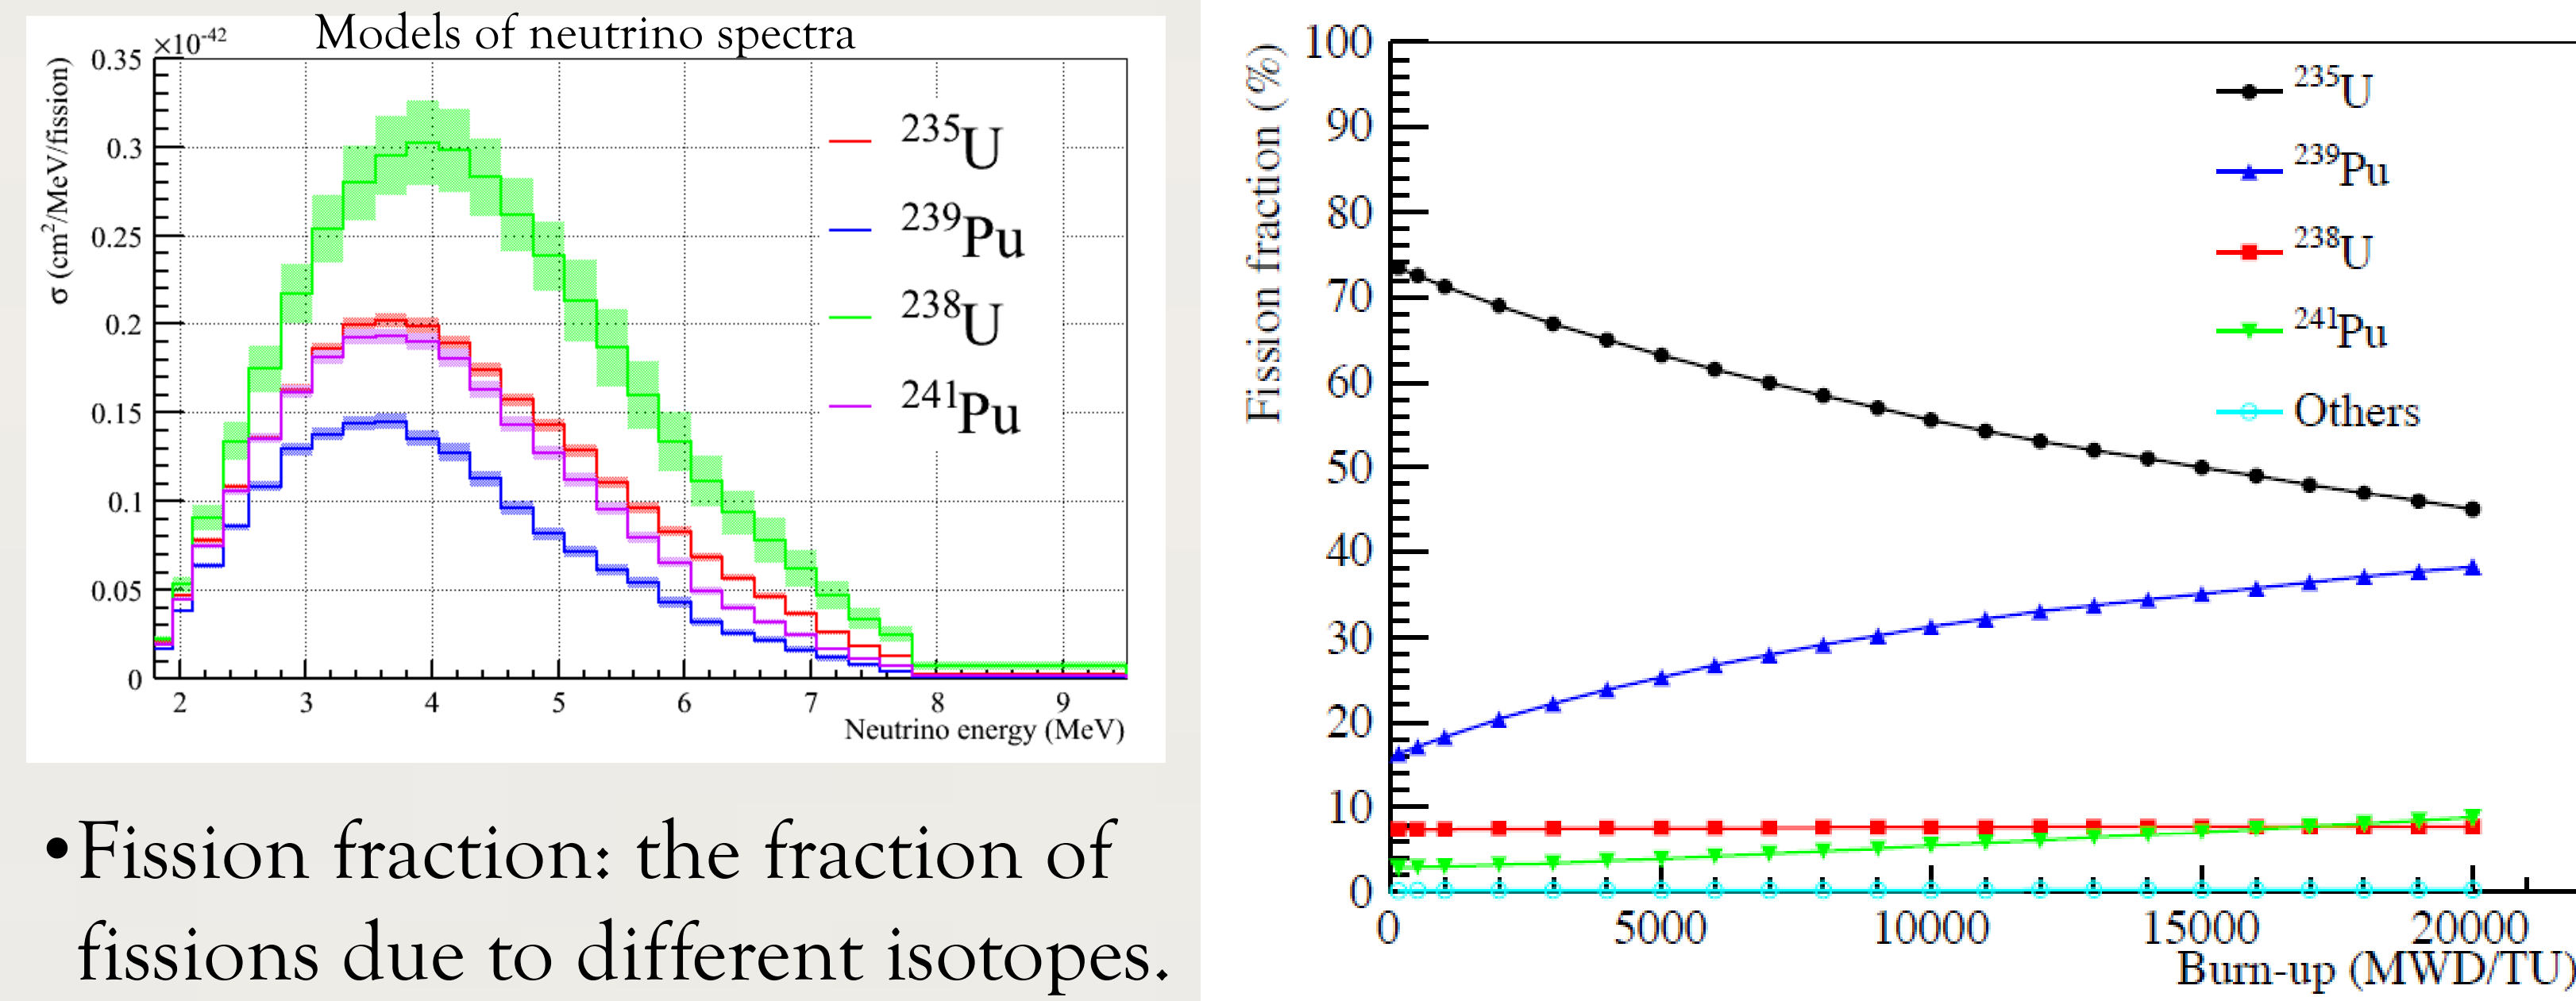 Models of neutrino spectra
×10⁻⁴²
σ (cm²/MeV/fission)
0.35
0.3
0.25
0.2
0.15
0.1
0.05
0
²³⁵U
²³⁹Pu
²³⁸U
²⁴¹Pu
2 3 4 5 6 7 8 9
Neutrino energy (MeV)
•Fission fraction: the fraction of
fissions due to different isotopes.
Fission fraction (%)
100
90
80
70
60
50
40
30
20
10
0
²³⁵U
²³⁹Pu
²³⁸U
²⁴¹Pu
Others
0 5000 10000 15000 20000
Burn-up (MWD/TU)